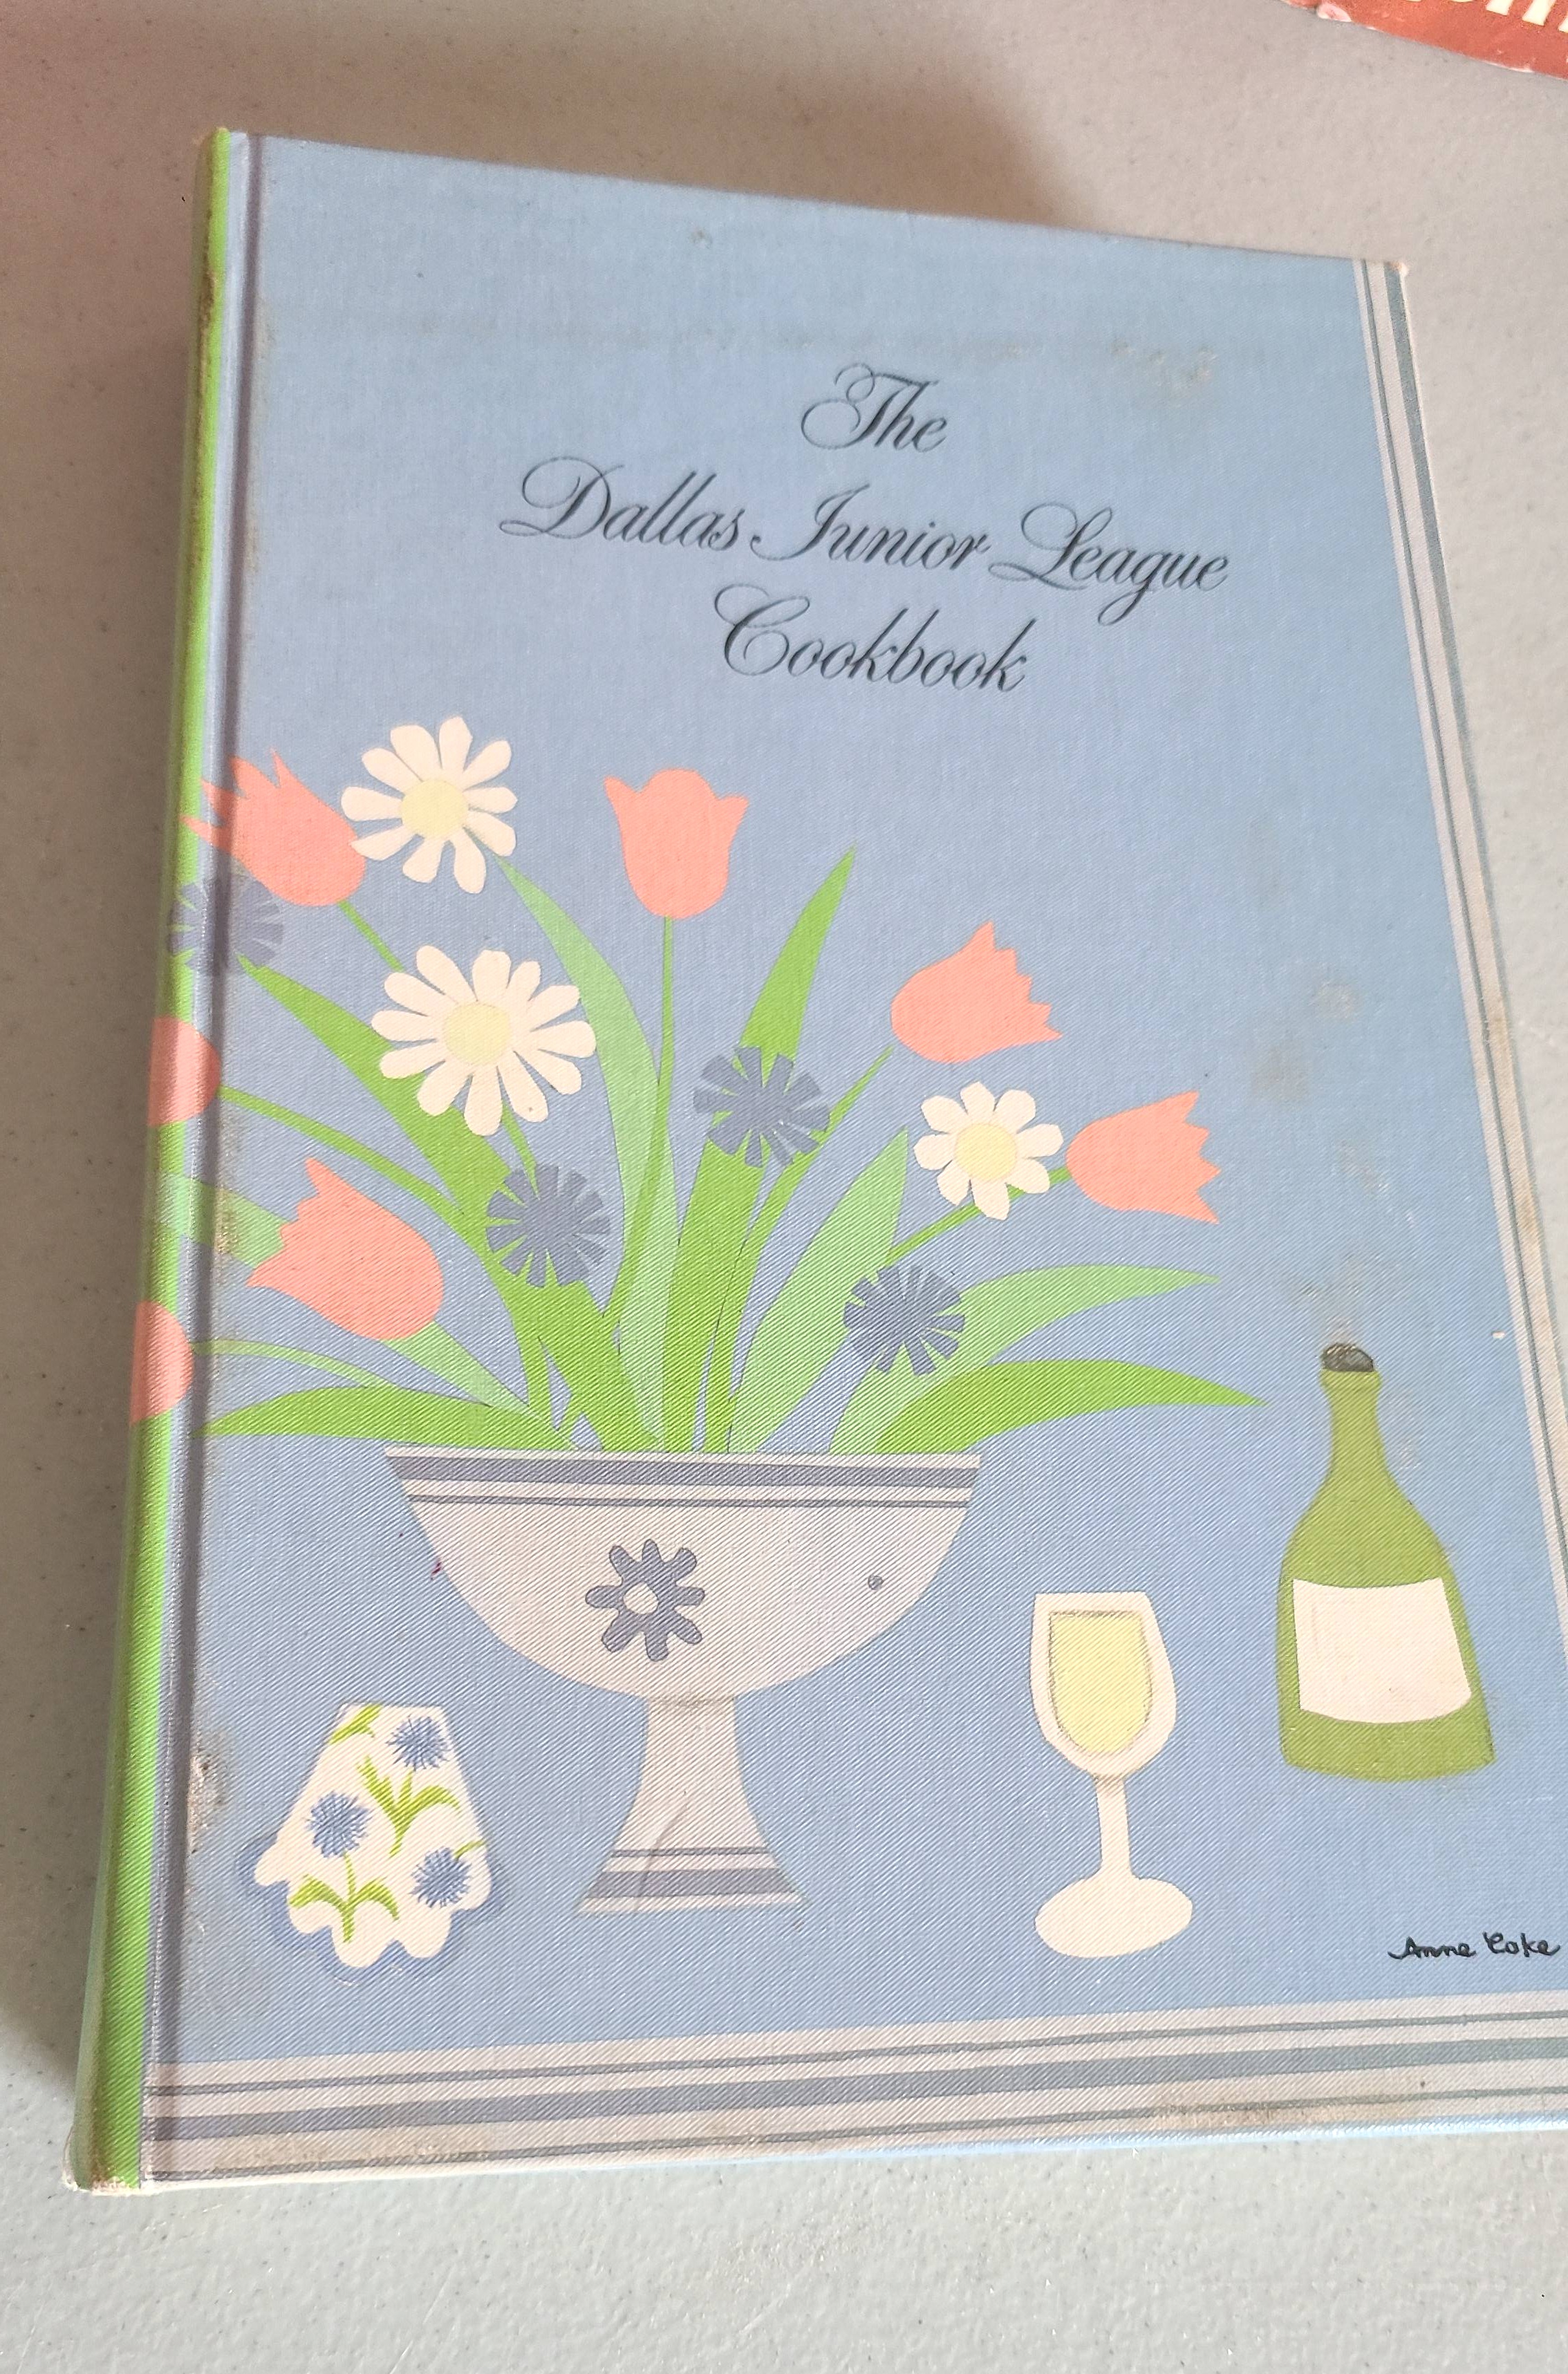 The
Dallas Junior League
Cookbook
Anne Coke